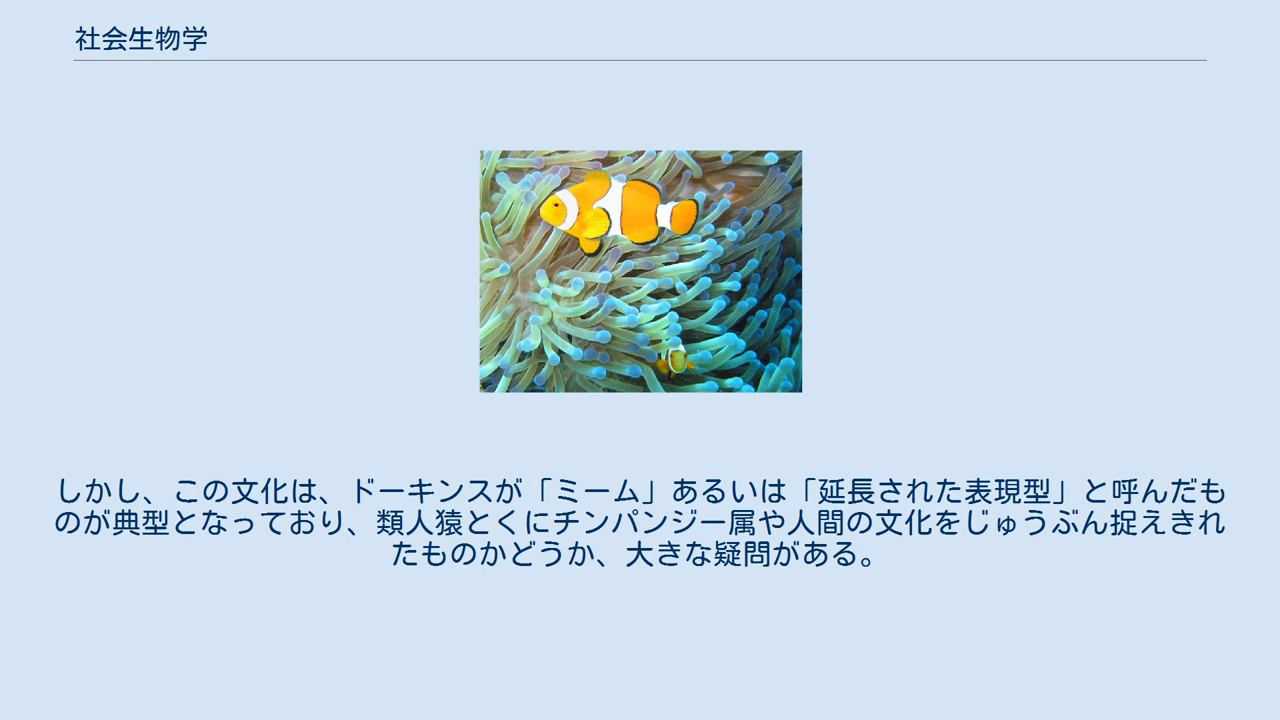 社会生物学
しかし、この文化は、ドーキンスが「ミーム」あるいは「延長された表現型」と呼んだも
のが典型となっており、類人猿とくにチンパンジー属や人間の文化をじゅうぶん捉えきれ
たものかどうか、大きな疑問がある。